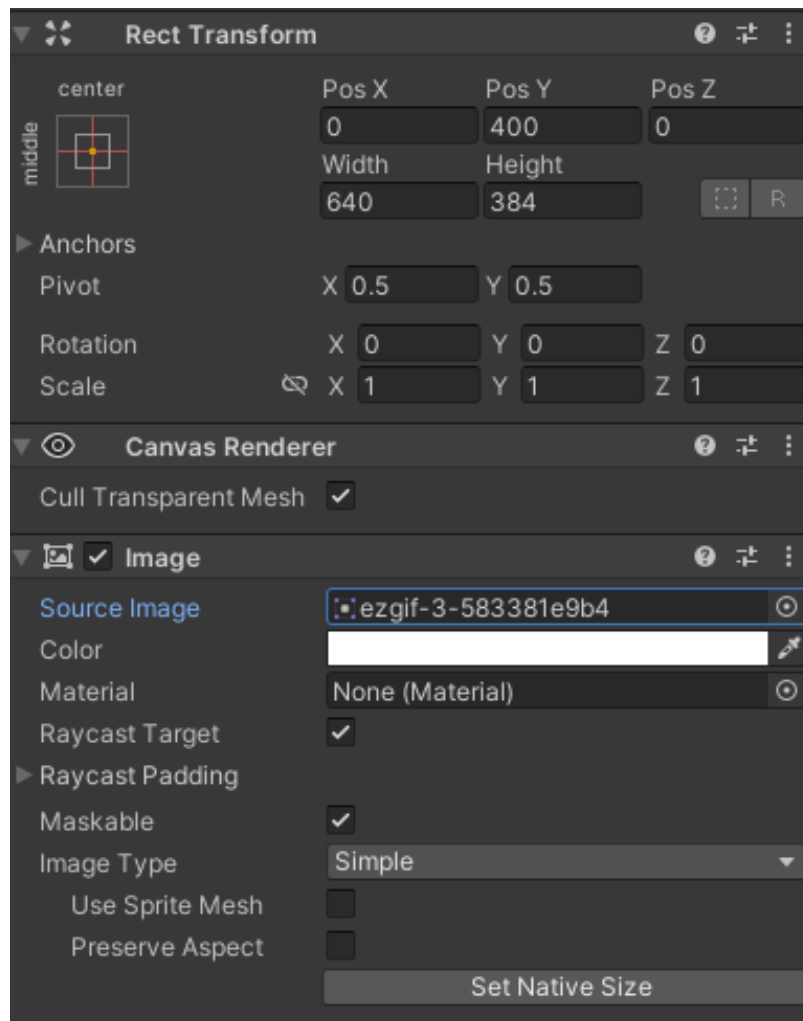 Rect Transform
center
middle
Pos X Pos Y Pos Z
0 400 0
Width Height
640 384
R
Anchors
Pivot X 0.5 Y 0.5
Rotation X 0 Y 0 Z 0
Scale X 1 Y 1 Z 1
Canvas Renderer
Cull Transparent Mesh
Image
Source Image ezgif-3-583381e9b4
Color
Material None (Material)
Raycast Target
Raycast Padding
Maskable
Image Type Simple
Use Sprite Mesh
Preserve Aspect
Set Native Size